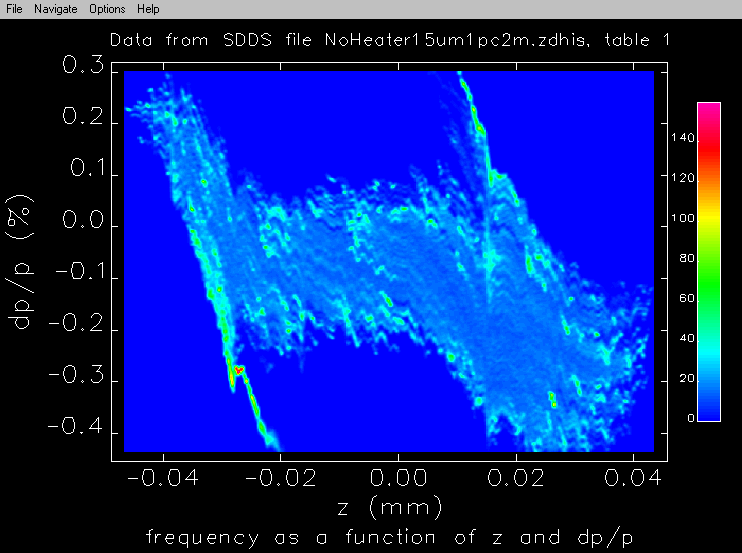 File Navigate Options Help
Data from SDDS file NoHeater15um1pc2m.zdhis, table 1
0.3
0.2
0.1
0.0
-0.1
-0.2
-0.3
-0.4
dp/d (%)
140
120
100
80
60
40
20
0
-0.04 -0.02 0.00 0.02 0.04
z (mm)
frequency as a function of z and dp/p